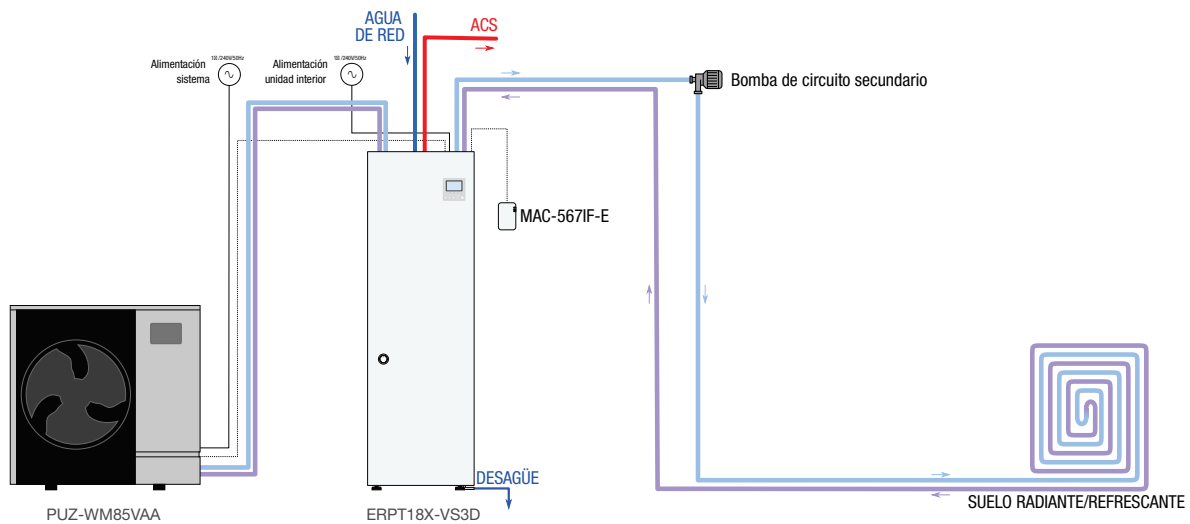 AGUA
DE RED
ACS
Alimentación
sistema
Alimentación
unidad interior
Bomba de circuito secundario
MAC-567IF-E
DESAGÜE
SUELO RADIANTE/REFRESCANTE
PUZ-WM85VAA
ERPT18X-VS3D